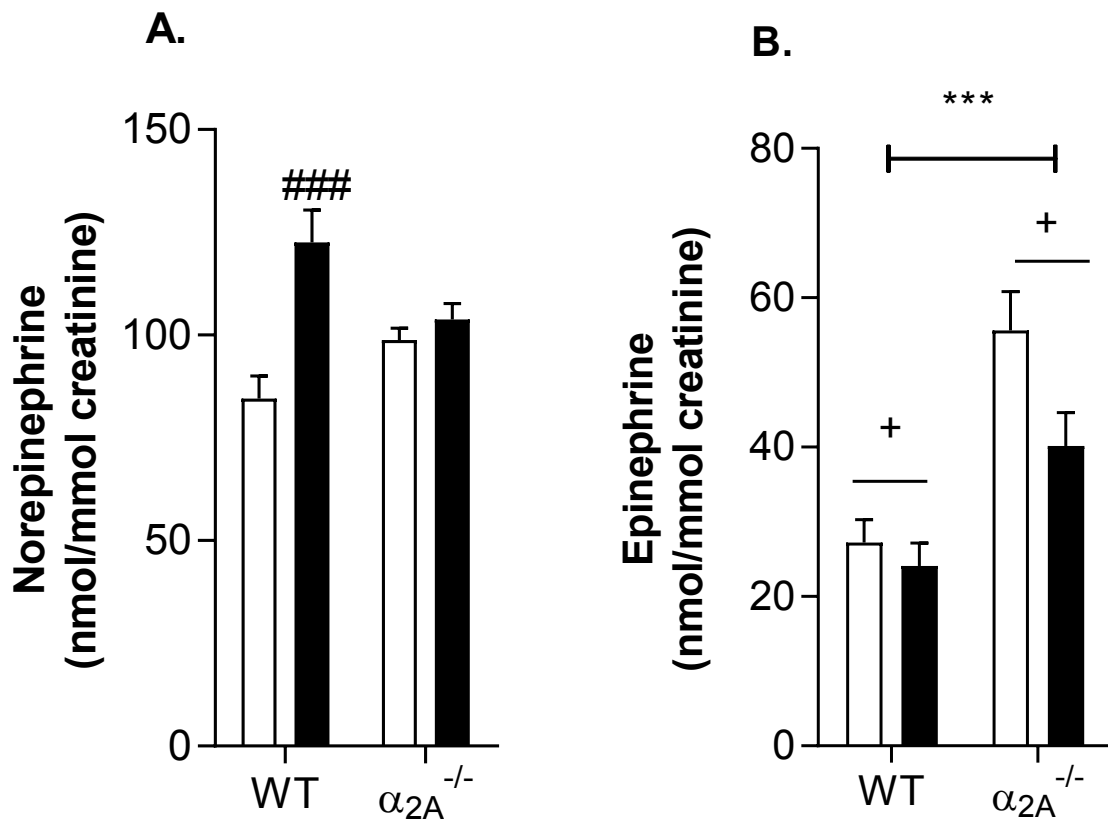 A.
Norepinephrine
(nmol/mmol creatinine)
150
100
50
0
###
WT
α2A-/-
B.
Epinephrine
(nmol/mmol creatinine)
80
60
40
20
0
***
+
+
WT
α2A-/-